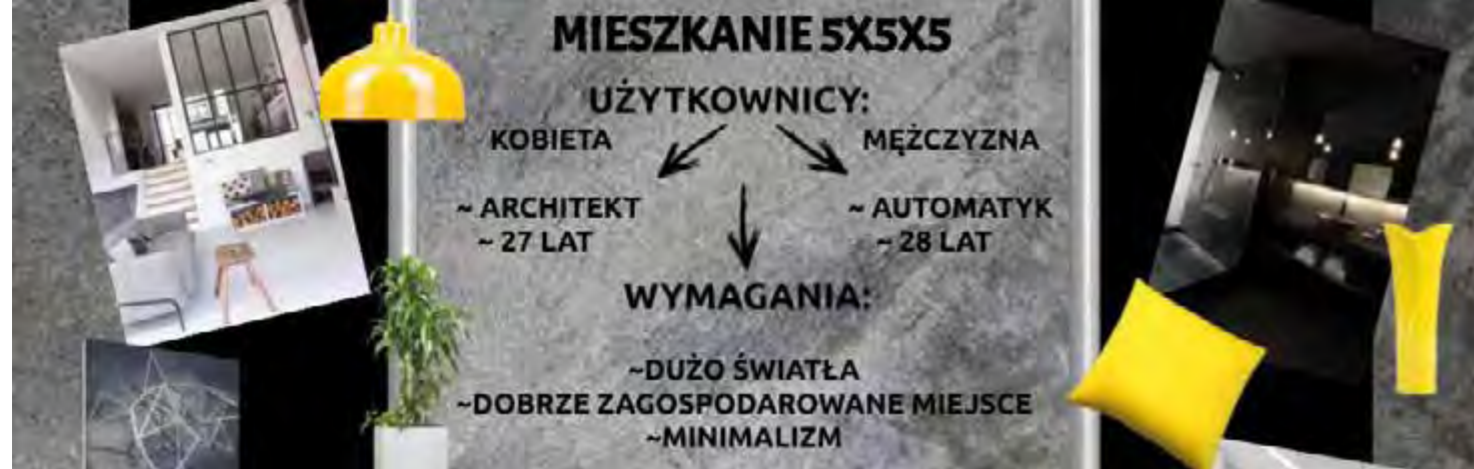 MIESZKANIE 5X5X5
UŻYTKOWNICY:
KOBIETA
MĘŻCZYZNA
~ ARCHITEKT
~ 27 LAT
~ AUTOMATYK
~ 28 LAT
WYMAGANIA:
~DUŻO ŚWIATŁA
~DOBRZE ZAGOSPODAROWANE MIEJSCE
~MINIMALIZM